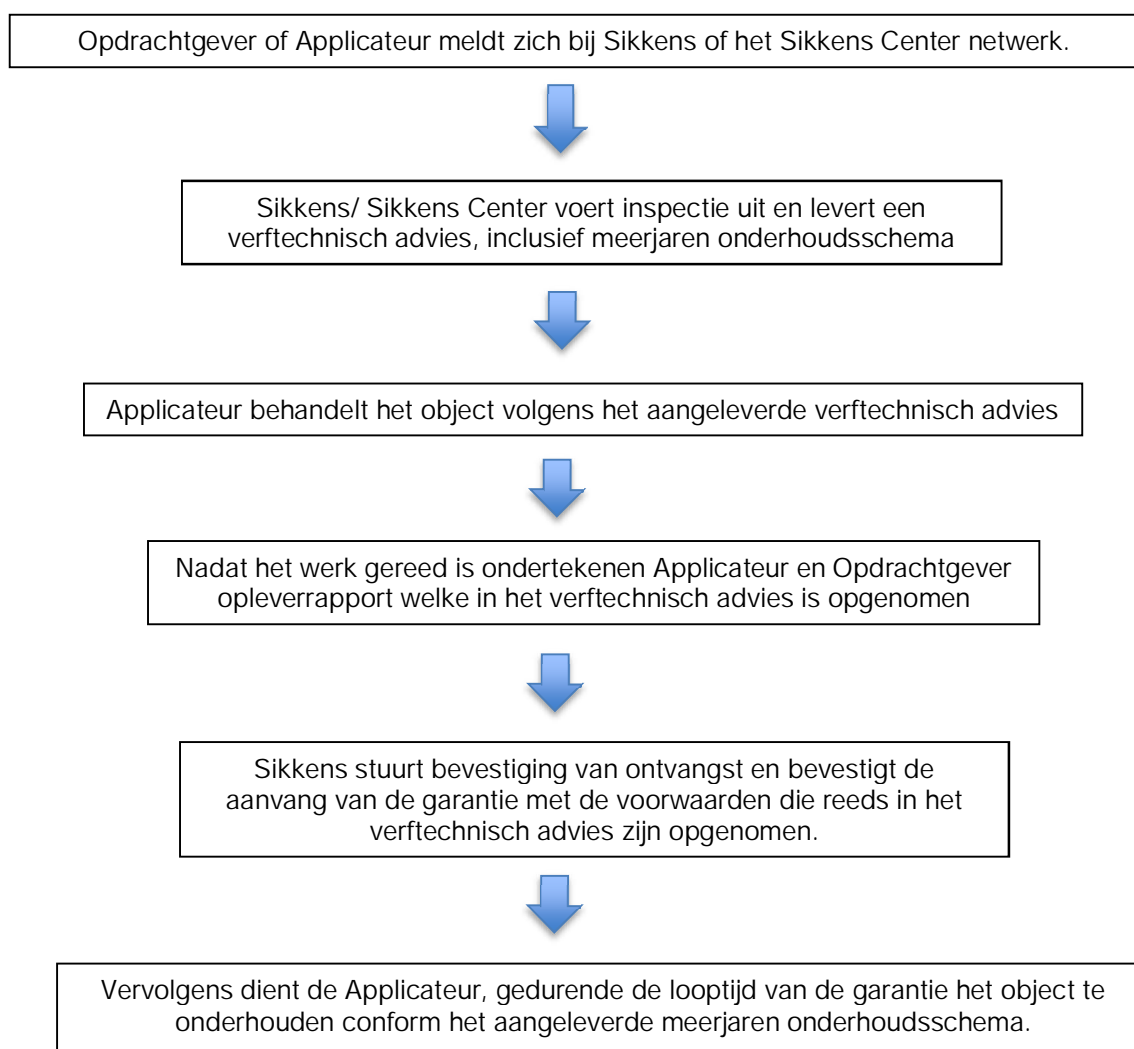 Opdrachtgever of Applicateur meldt zich bij Sikkens of het Sikkens Center netwerk.
Sikkens/ Sikkens Center voert inspectie uit en levert een
verftechnisch advies, inclusief meerjaren onderhoudsschema
Applicateur behandelt het object volgens het aangeleverde verftechnisch advies
Nadat het werk gereed is ondertekenen Applicateur en Opdrachtgever
opleverrapport welke in het verftechnisch advies is opgenomen
Sikkens stuurt bevestiging van ontvangst en bevestigt de
aanvang van de garantie met de voorwaarden die reeds in het
verftechnisch advies zijn opgenomen.
Vervolgens dient de Applicateur, gedurende de looptijd van de garantie het object te
onderhouden conform het aangeleverde meerjaren onderhoudsschema.